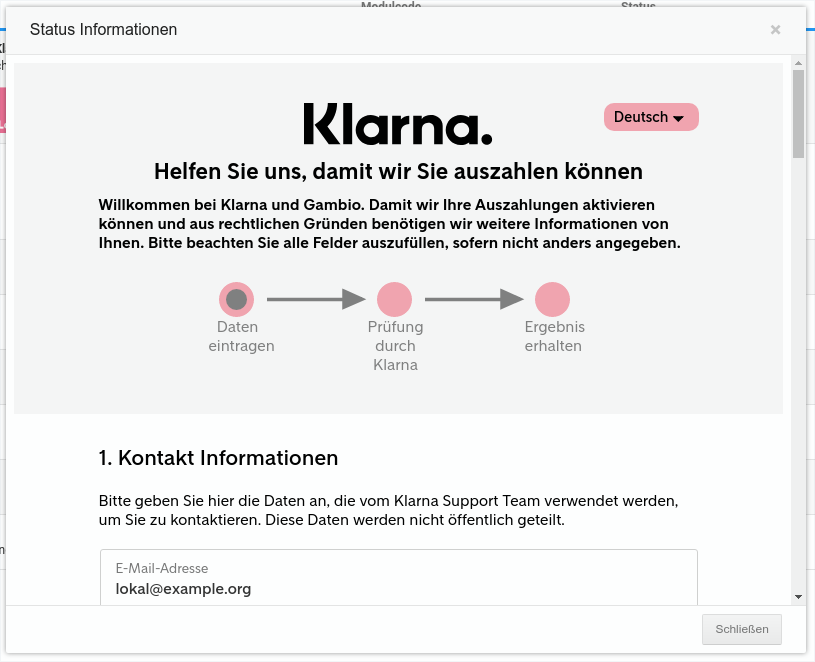 Modulcode Status
Status Informationen
×
Klarna.
Deutsch
Helfen Sie uns, damit wir Sie auszahlen können
Willkommen bei Klarna und Gambio. Damit wir Ihre Auszahlungen aktivieren
können und aus rechtlichen Gründen benötigen wir weitere Informationen von
Ihnen. Bitte beachten Sie alle Felder auszufüllen, sofern nicht anders angegeben.
Daten
eintragen
Prüfung
durch
Klarna
Ergebnis
erhalten
1. Kontakt Informationen
Bitte geben Sie hier die Daten an, die vom Klarna Support Team verwendet werden,
um Sie zu kontaktieren. Diese Daten werden nicht öffentlich geteilt.
E-Mail-Adresse
lokal@example.org
Schließen